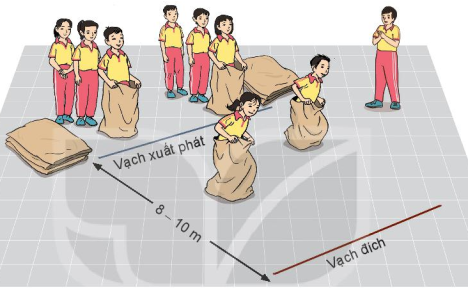 Vạch xuất phát
8 – 10 m
Vạch đích